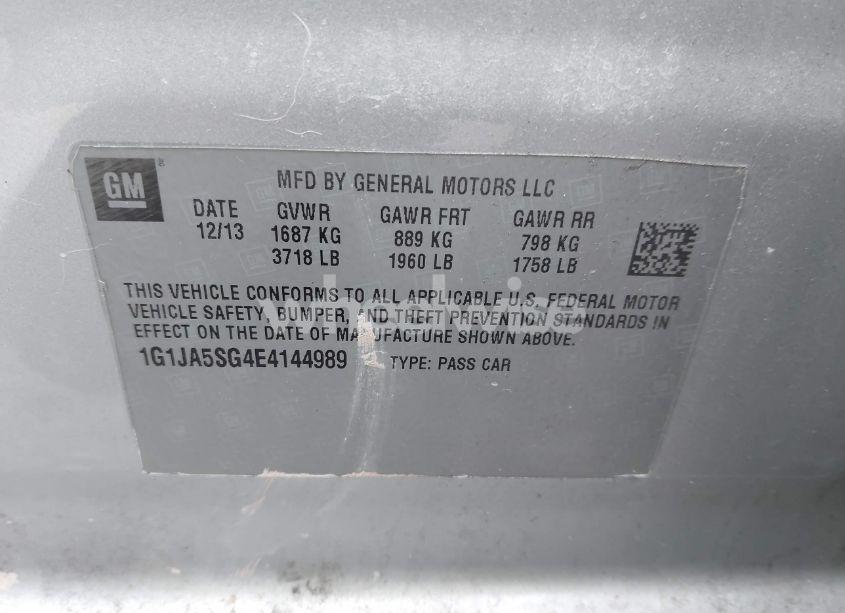 GM
MFD BY GENERAL MOTORS LLC
DATE GVWR GAWR FRT GAWR RR
12/13 1687 KG 889 KG 798 KG
3718 LB 1960 LB 1758 LB
THIS VEHICLE CONFORMS TO ALL APPLICABLE U.S. FEDERAL MOTOR
VEHICLE SAFETY, BUMPER, AND THEFT PREVENTION STANDARDS IN
EFFECT ON THE DATE OF MANUFACTURE SHOWN ABOVE.
1G1JA5SG4E4144989 TYPE: PASS CAR